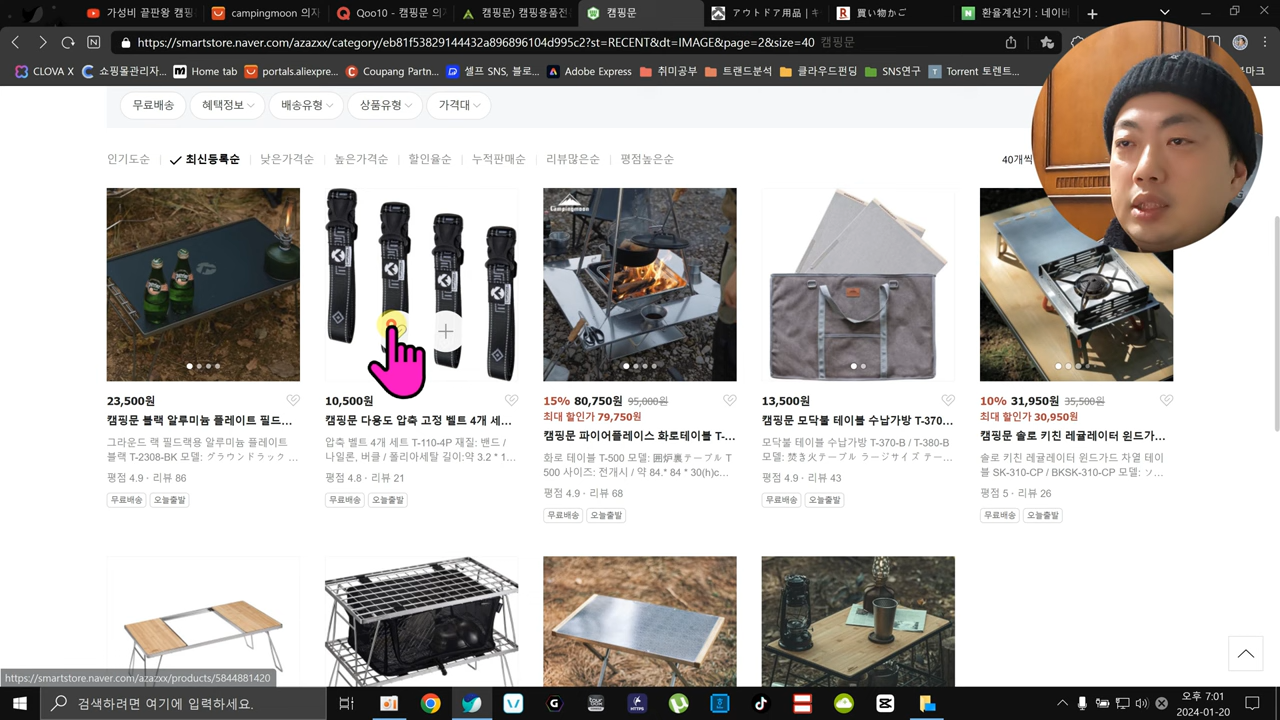 가성비 끝판왕 캠핑
campingmoon 의자
Qoo10 - 캠핑문 의기
캠핑문) 캠핑용품전
캠핑문
アウトドア用品 | キ
買い物かご
환율계산기 : 네이버
https://smartstore.naver.com/azazxx/category/eb81f53829144432a896896104d995c2?st=RECENT&dt=IMAGE&page=2&size=40 캠핑문
CLOVA X
쇼핑몰관리자...
Home tab
portals.aliexpre...
Coupang Partn...
셀프 SNS, 블로...
Adobe Express
취미공부
트랜드분석
클라우드펀딩
SNS연구
Torrent 토렌트...
무료배송
혜택정보
배송유형
상품유형
가격대
인기도순
최신등록순
낮은가격순
높은가격순
할인율순
누적판매순
리뷰많은순
평점높은순
40개씩
Campingmoon
23,500원
캠핑문 블랙 알루미늄 플레이트 필드...
그라운드 랙 필드랙용 알루미늄 플레이트
블랙 T-2308-BK 모델: グラウンドラック ...
평점 4.9 · 리뷰 86
무료배송
오늘출발
10,500원
캠핑문 다용도 압축 고정 벨트 4개 세...
압축 벨트 4개 세트 T-110-4P 재질: 밴드 /
나일론, 버클 / 폴리아세탈 길이:약 3.2 * 1...
평점 4.8 · 리뷰 21
무료배송
오늘출발
15% 80,750원 95,000원
최대 할인가 79,750원
캠핑문 파이어플레이스 화로테이블 T-...
화로 테이블 T-500 모델: 囲炉裏テーブル T
500 사이즈: 전개시 / 약 84.* 84 * 30(h)c...
평점 4.9 · 리뷰 68
무료배송
오늘출발
13,500원
캠핑문 모닥불 테이블 수납가방 T-370...
모닥불 테이블 수납가방 T-370-B / T-380-B
모델: 焚き火テーブル ラージサイズ テー...
평점 4.9 · 리뷰 43
무료배송
오늘출발
10% 31,950원 35,500원
최대 할인가 30,950원
캠핑문 솔로 키친 레귤레이터 윈드가...
솔로 키친 레귤레이터 윈드가드 차열 테이
블 SK-310-CP / BKSK-310-CP 모델: ソ...
평점 5 · 리뷰 26
무료배송
오늘출발
https://smartstore.naver.com/azazxx/products/5844881420
검색하려면 여기에 입력하세요.
오후 7:01
2024-01-20